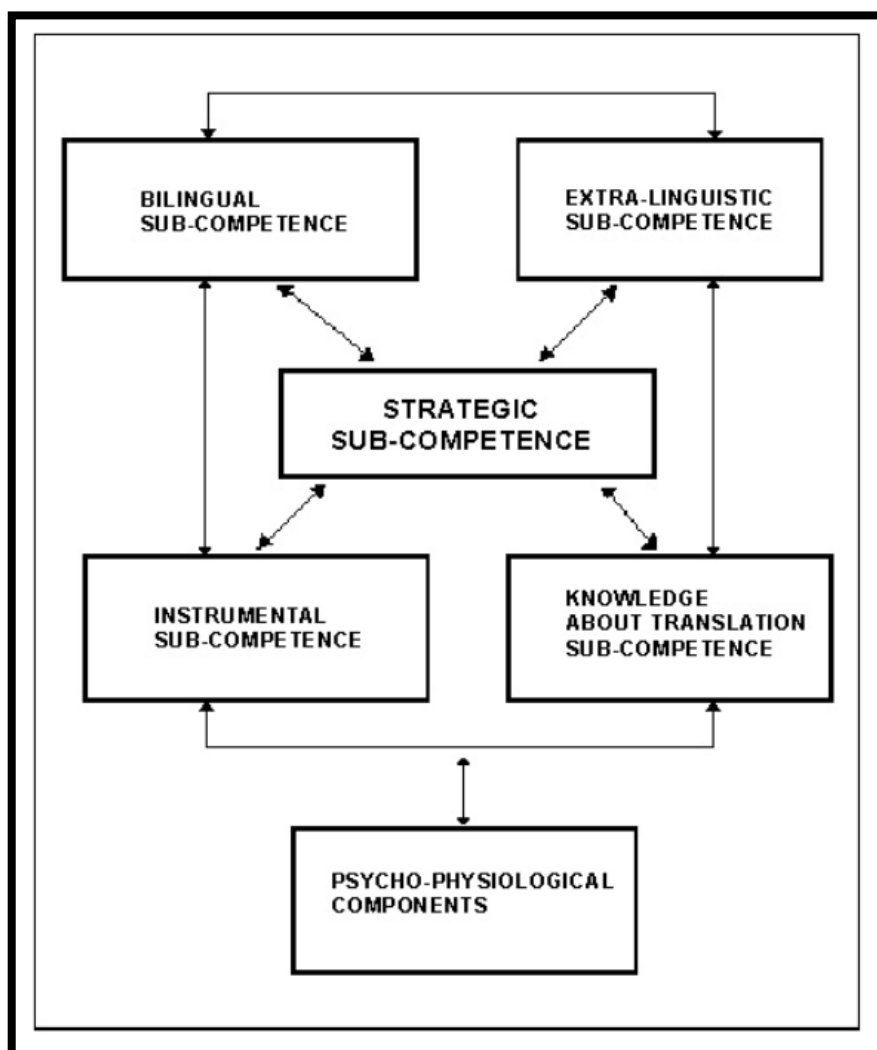 BILINGUAL
SUB-COMPETENCE
EXTRA-LINGUISTIC
SUB-COMPETENCE
STRATEGIC
SUB-COMPETENCE
INSTRUMENTAL
SUB-COMPETENCE
KNOWLEDGE
ABOUT TRANSLATION
SUB-COMPETENCE
PSYCHO-PHYSIOLOGICAL
COMPONENTS